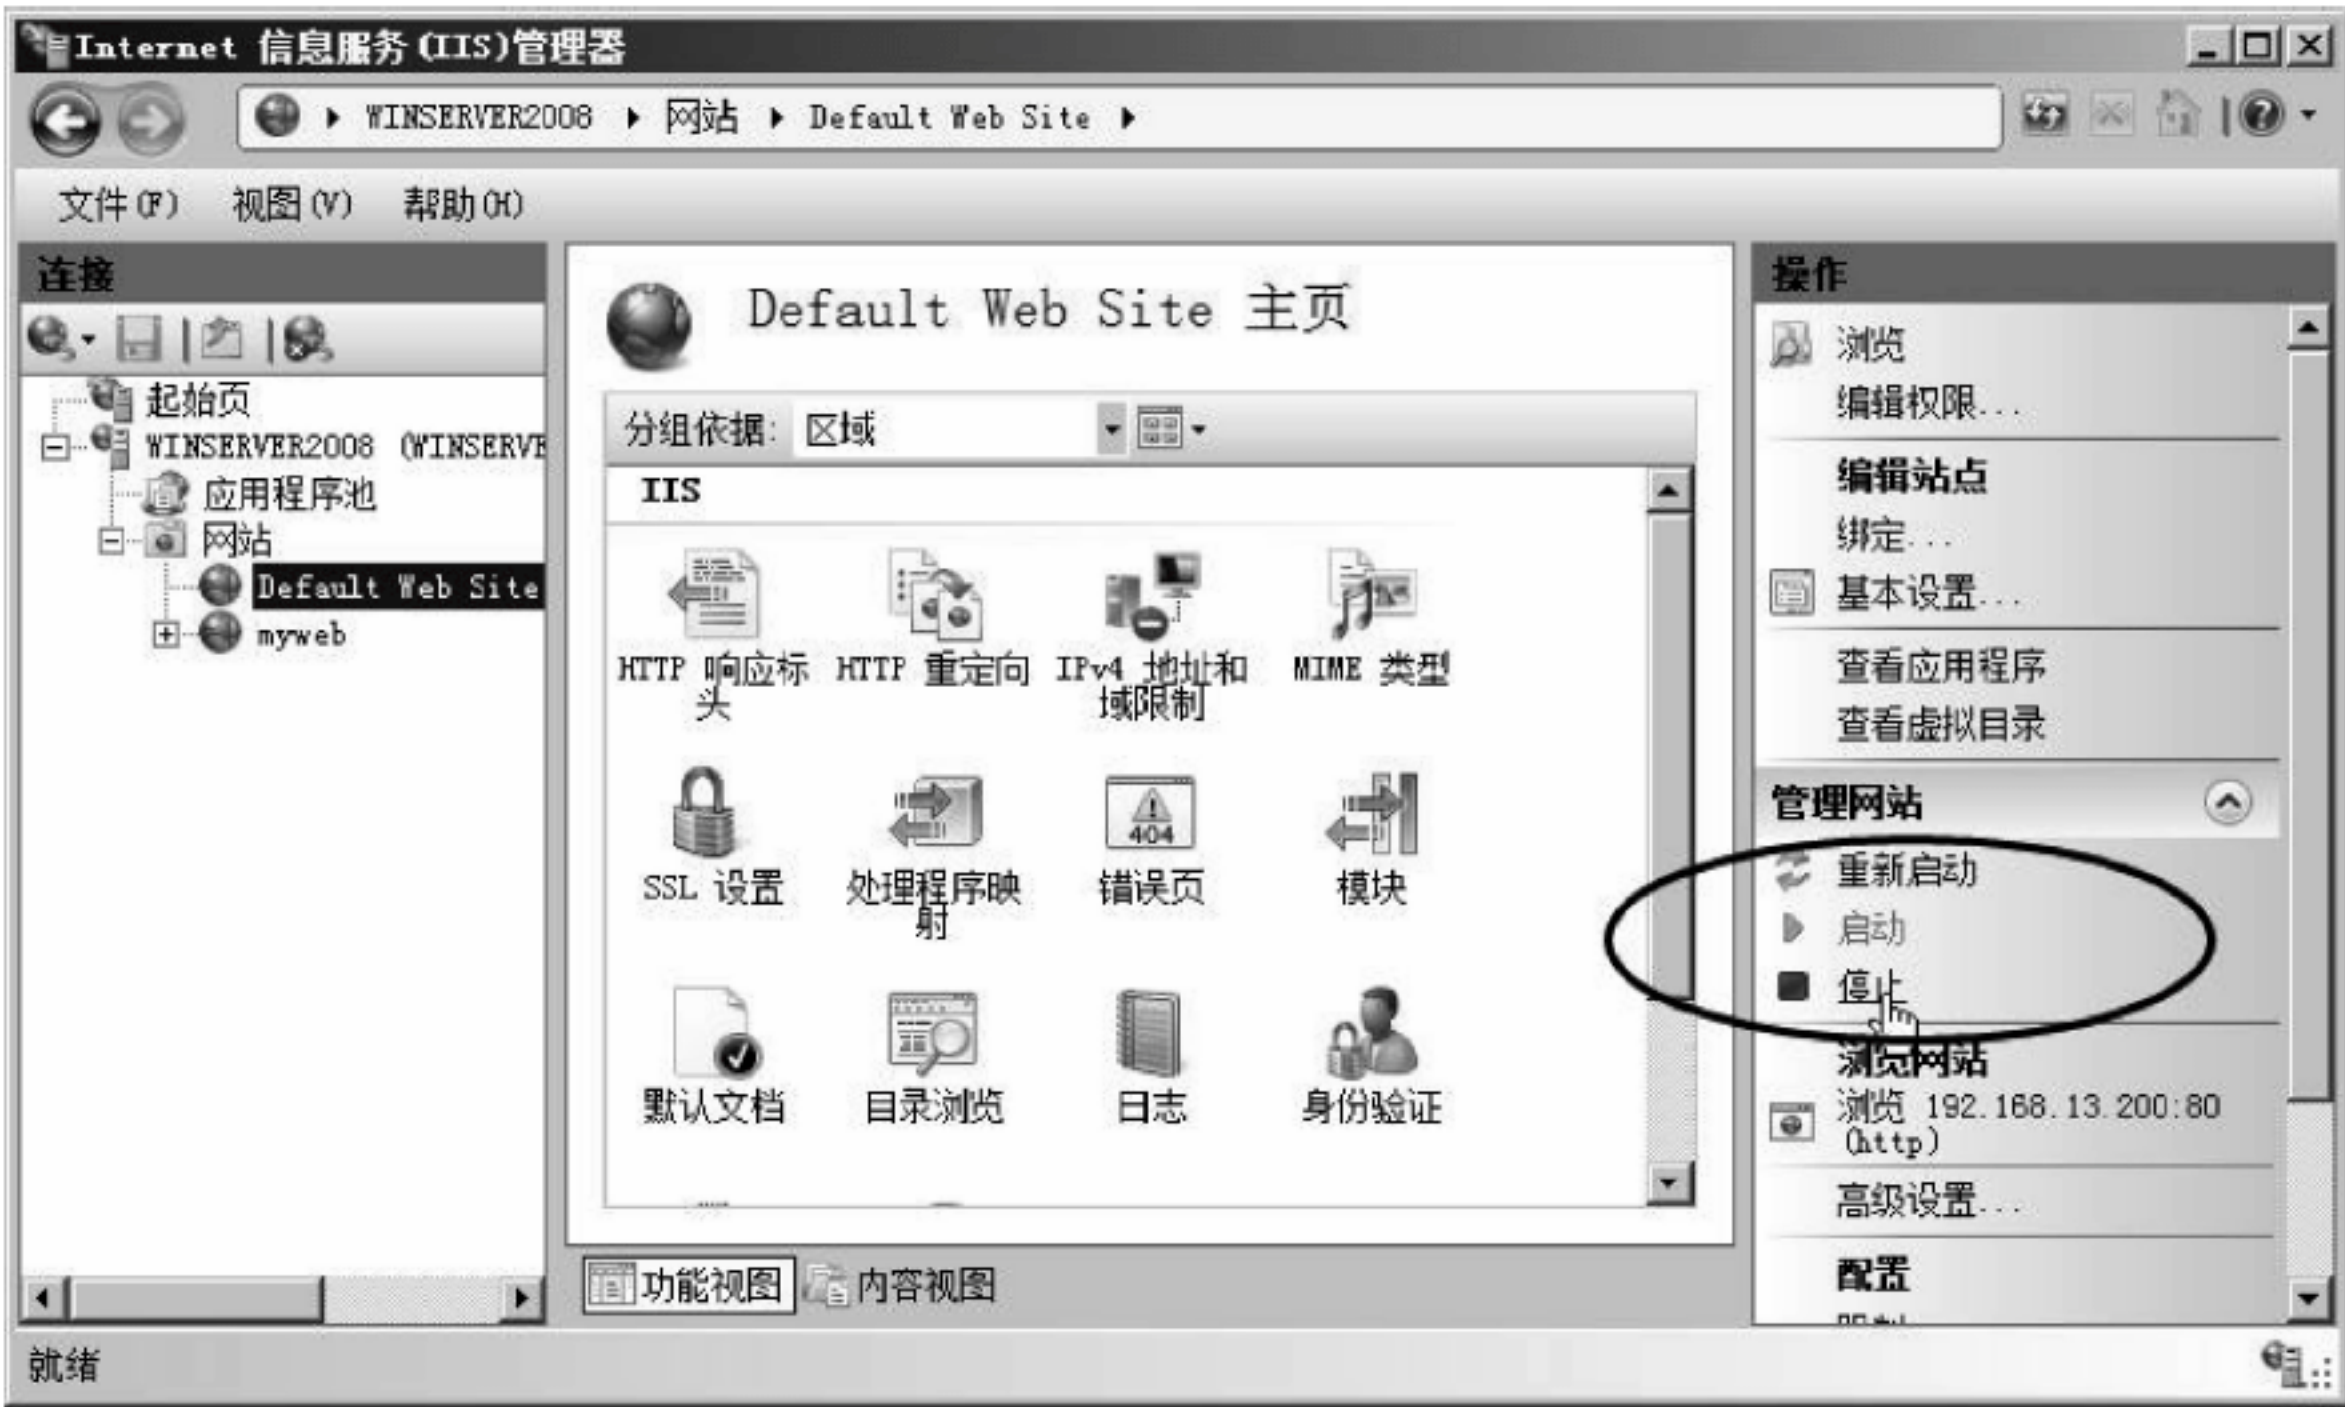 Internet 信息服务(IIS)管理器
WINSERVER2008 网站 Default Web Site
文件(F) 视图(V) 帮助(H)
连接
起始页
WINSERVER2008 (WINSERVE
应用程序池
网站
Default Web Site
myweb
Default Web Site 主页
分组依据: 区域
IIS
HTTP 响应标头
HTTP 重定向
IPv4 地址和域限制
MIME 类型
SSL 设置
处理程序映射
404
错误页
模块
默认文档
目录浏览
日志
身份验证
功能视图
内容视图
操作
浏览
编辑权限...
编辑站点
绑定...
基本设置...
查看应用程序
查看虚拟目录
管理网站
重新启动
启动
停止
浏览网站
浏览 192.168.13.200:80
(http)
高级设置...
配置
就绪